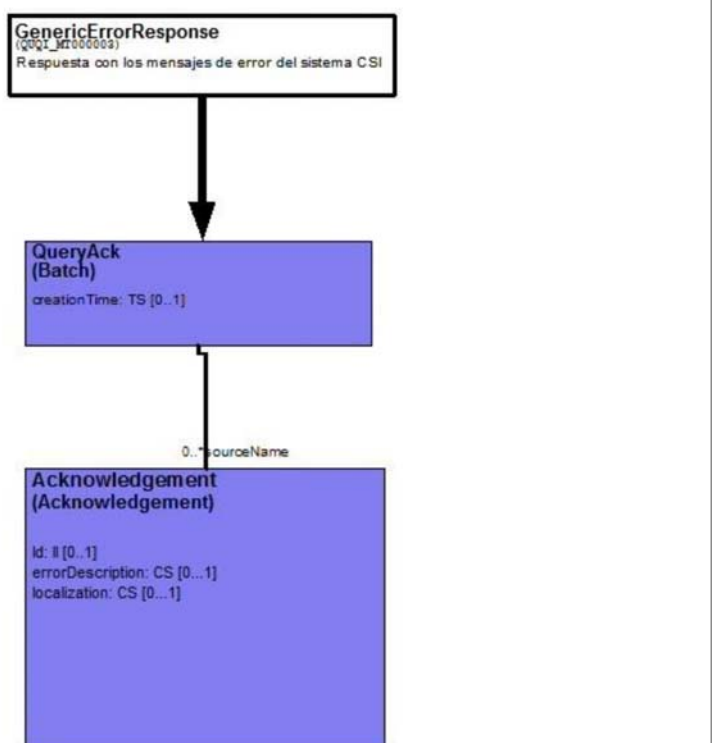 GenericErrorResponse
(QUQI_MT000003)
Respuesta con los mensajes de error del sistema CSI
QueryAck
(Batch)
creationTime: TS [0..1]
0..*sourceName
Acknowledgement
(Acknowledgement)
Id: II [0..1]
errorDescription: CS [0...1]
localization: CS [0...1]